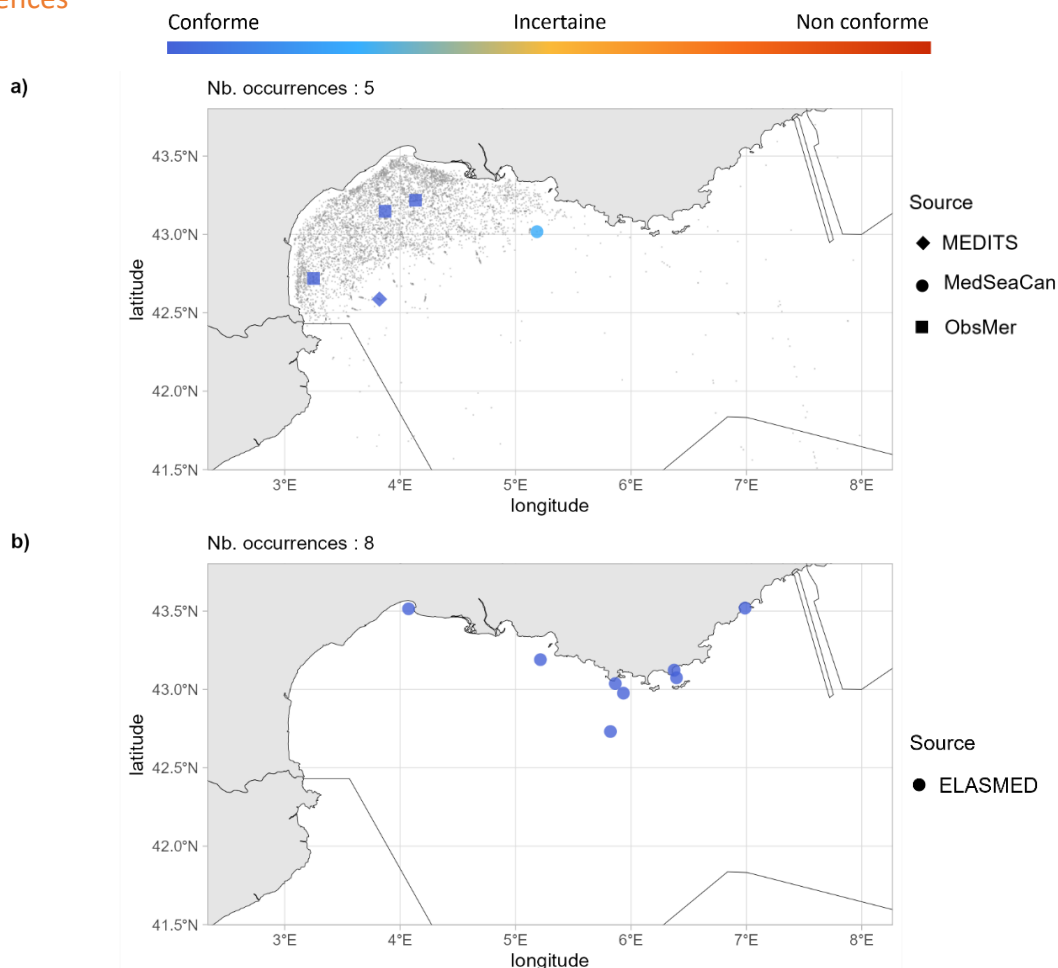 ences
Conforme Incertaine Non conforme
a)
Nb. occurrences : 5
43.5°N
43.0°N
42.5°N
42.0°N
41.5°N
latitude
3°E 4°E 5°E 6°E 7°E 8°E
longitude
Source
MEDITS
MedSeaCan
ObsMer
b)
Nb. occurrences : 8
43.5°N
43.0°N
42.5°N
42.0°N
41.5°N
latitude
3°E 4°E 5°E 6°E 7°E 8°E
longitude
Source
ELASMED